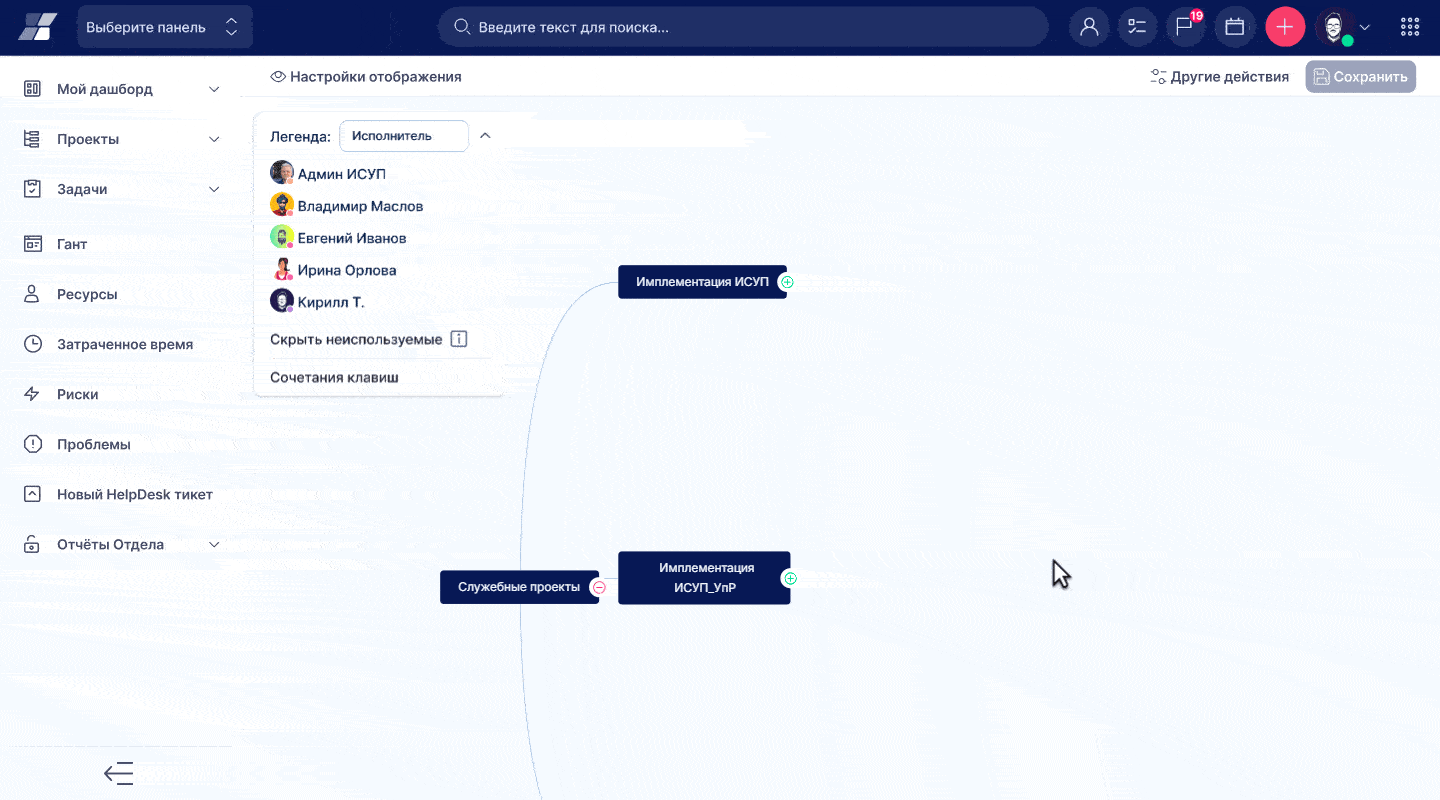 Выберите панель
Введите текст для поиска...
19
Мой дашборд
Проекты
Задачи
Гант
Ресурсы
Затраченное время
Риски
Проблемы
Новый HelpDesk тикет
Отчёты Отдела
Настройки отображения
Другие действия
Сохранить
Легенда:
Исполнитель
Админ ИСУП
Владимир Маслов
Евгений Иванов
Ирина Орлова
Кирилл Т.
Скрыть неиспользуемые
Сочетания клавиш
Имплементация ИСУП
Служебные проекты
Имплементация
ИСУП_УпР